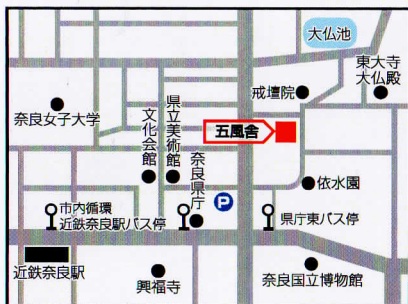 大仏池
東大寺
大仏殿
戒壇院
奈良女子大学
五風舎
県立美術館
文化会館
奈良県庁
依水園
P
市内循環
近鉄奈良駅バス停
県庁東バス停
近鉄奈良駅
興福寺
奈良国立博物館